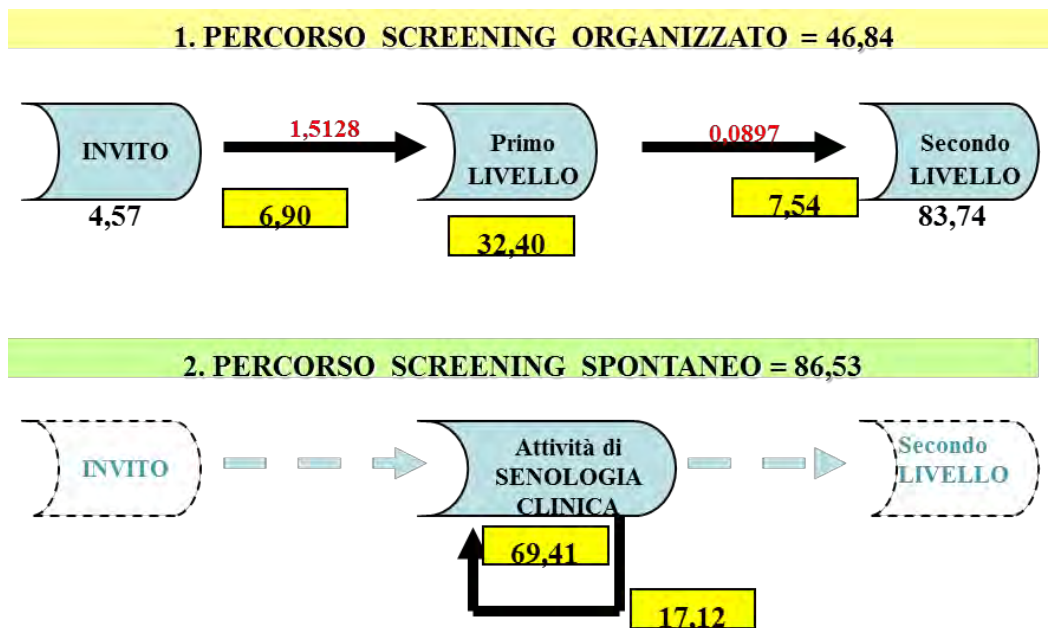 1. PERCORSO SCREENING ORGANIZZATO = 46,84
INVITO
4,57
1,5128
6,90
Primo
LIVELLO
32,40
0,0897
7,54
Secondo
LIVELLO
83,74
2. PERCORSO SCREENING SPONTANEO = 86,53
INVITO
Attività di
SENOLOGIA
CLINICA
69,41
17,12
Secondo
LIVELLO